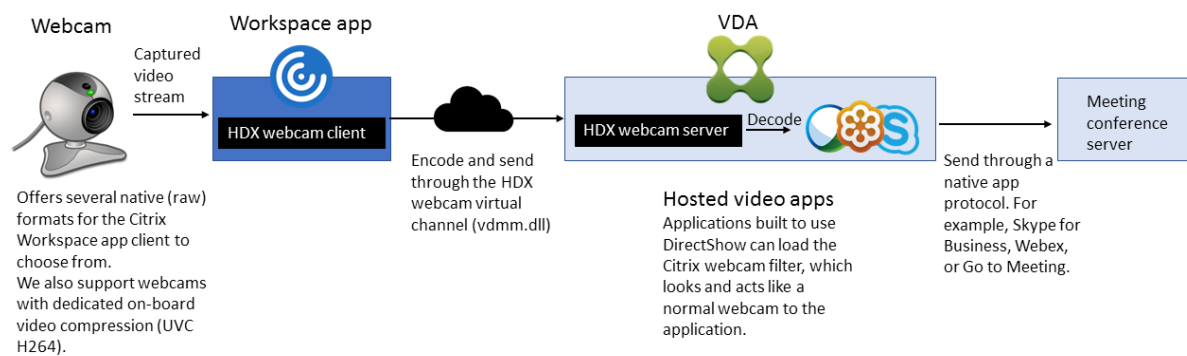 Webcam
Captured
video
stream
Offers several native (raw)
formats for the Citrix
Workspace app client to
choose from.
We also support webcams
with dedicated on-board
video compression (UVC
H264).
Workspace app
HDX webcam client
Encode and send
through the HDX
webcam virtual
channel (vdmm.dll)
VDA
HDX webcam server
Decode
S
Hosted video apps
Applications built to use
DirectShow can load the
Citrix webcam filter, which
looks and acts like a
normal webcam to the
application.
Send through a
native app
protocol. For
example, Skype for
Business, Webex,
or Go to Meeting.
Meeting
conference
server